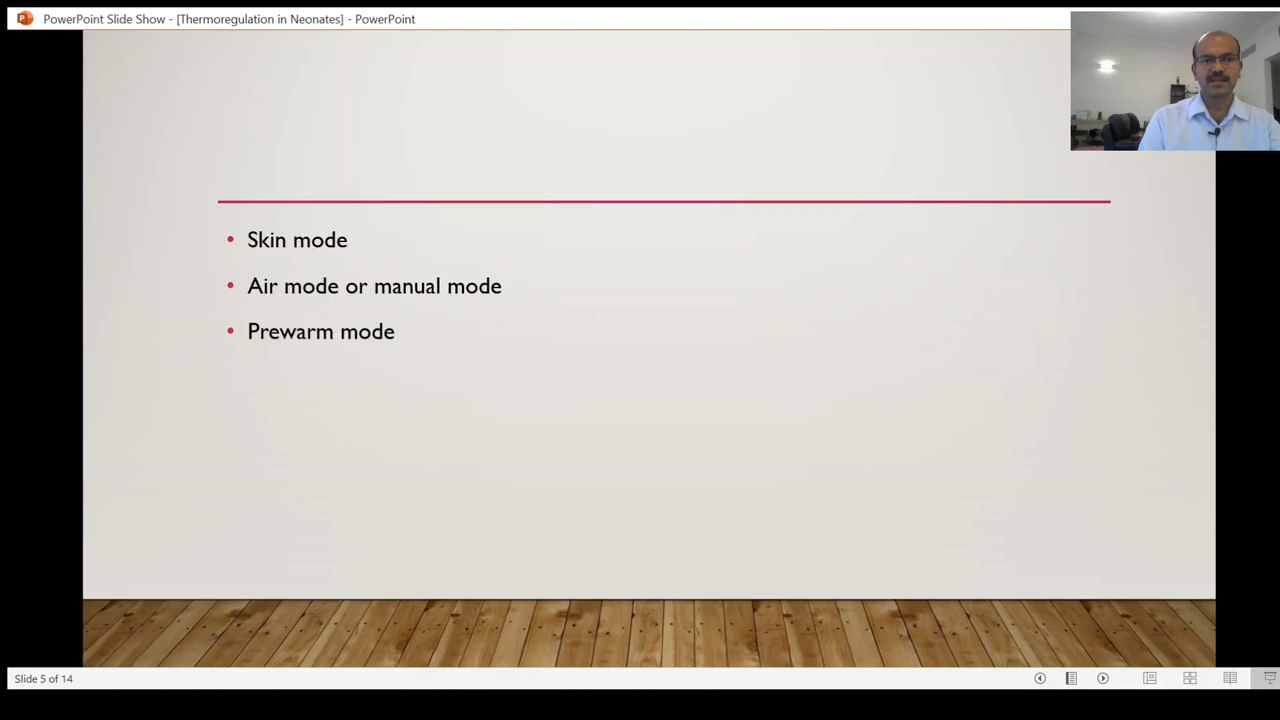 PowerPoint Slide Show - [Thermoregulation in Neonates] - PowerPoint
• Skin mode
• Air mode or manual mode
• Prewarm mode
Slide 5 of 14